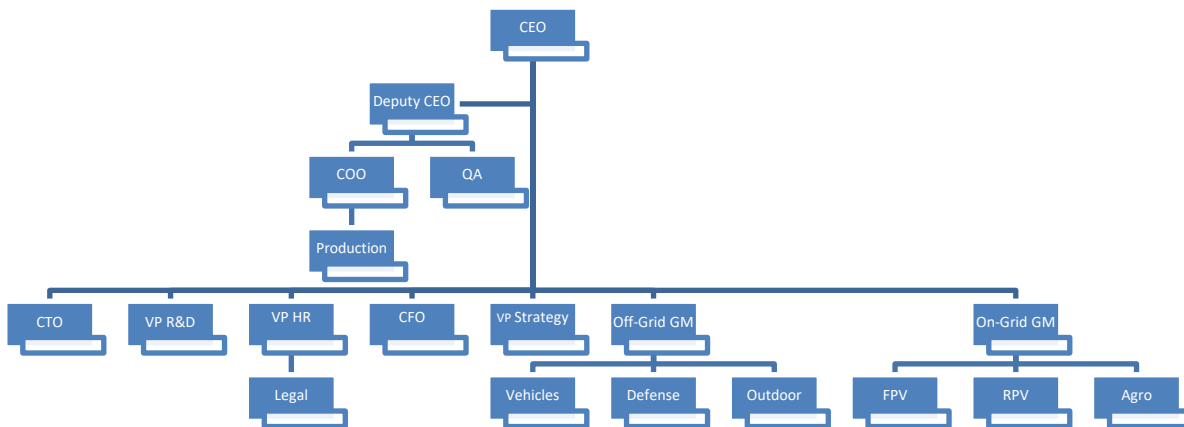 CEO
Deputy CEO
COO
QA
Production
CTO
VP R&D
VP HR
CFO
VP Strategy
Off-Grid GM
On-Grid GM
Legal
Vehicles
Defense
Outdoor
FPV
RPV
Agro